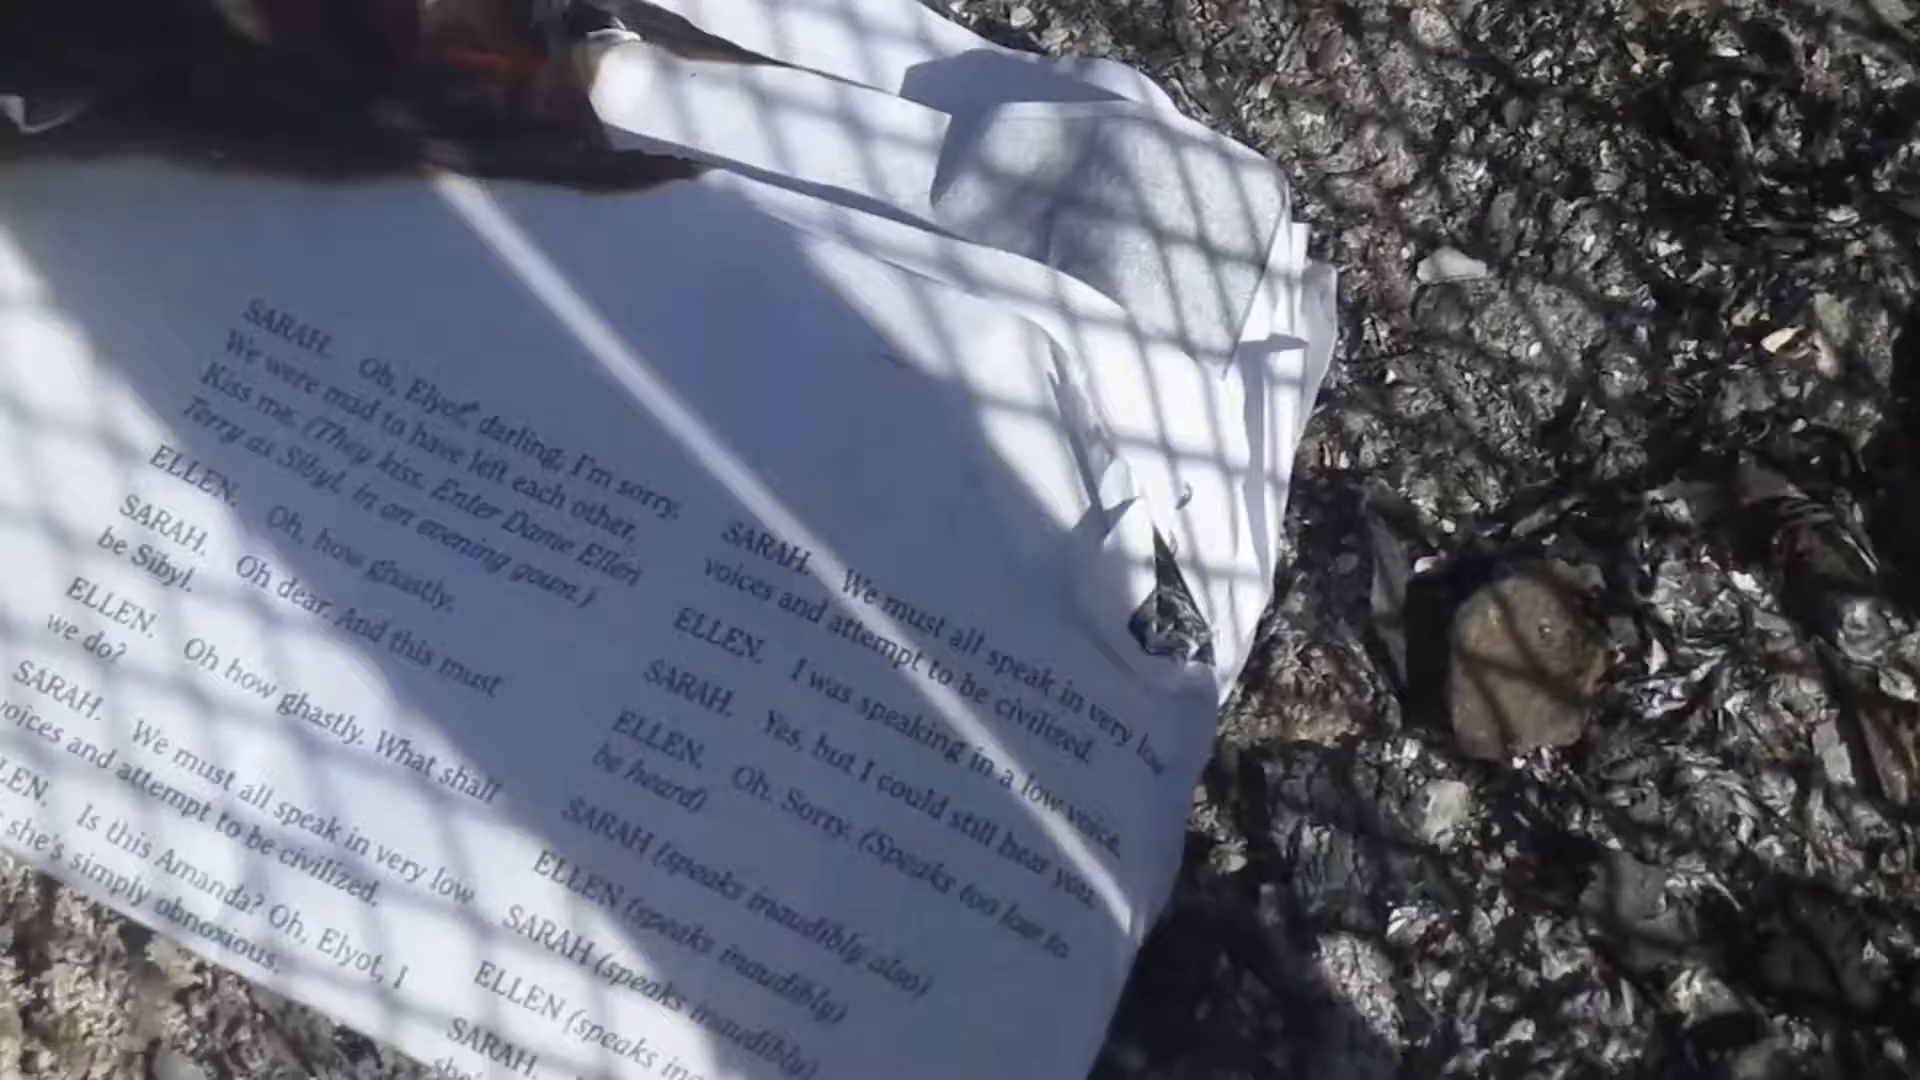 SARAH. Oh, Elyot, darling, I'm sorry.
We were mad to have left each other.
Kiss me. (They kiss. Enter Dame Ellen
Terry as Sibyl, in an evening gown.)
ELLEN. Oh, how ghastly.
SARAH. Oh dear. And this must
be Sibyl.
ELLEN. Oh how ghastly. What shall
we do?
SARAH. We must all speak in very low
voices and attempt to be civilized.
LEN. Is this Amanda? Oh, Elyot, I
she's simply obnoxious.
SARAH. We must all speak in very low
voices and attempt to be civilized.
ELLEN. I was speaking in a low voice.
SARAH. Yes, but I could still hear you.
ELLEN. Oh. Sorry. (Speaks too low to
be heard)
SARAH (speaks inaudibly also)
ELLEN (speaks inaudibly)
SARAH (speaks inaudibly)
ELLEN (speaks
SARAH.
she'